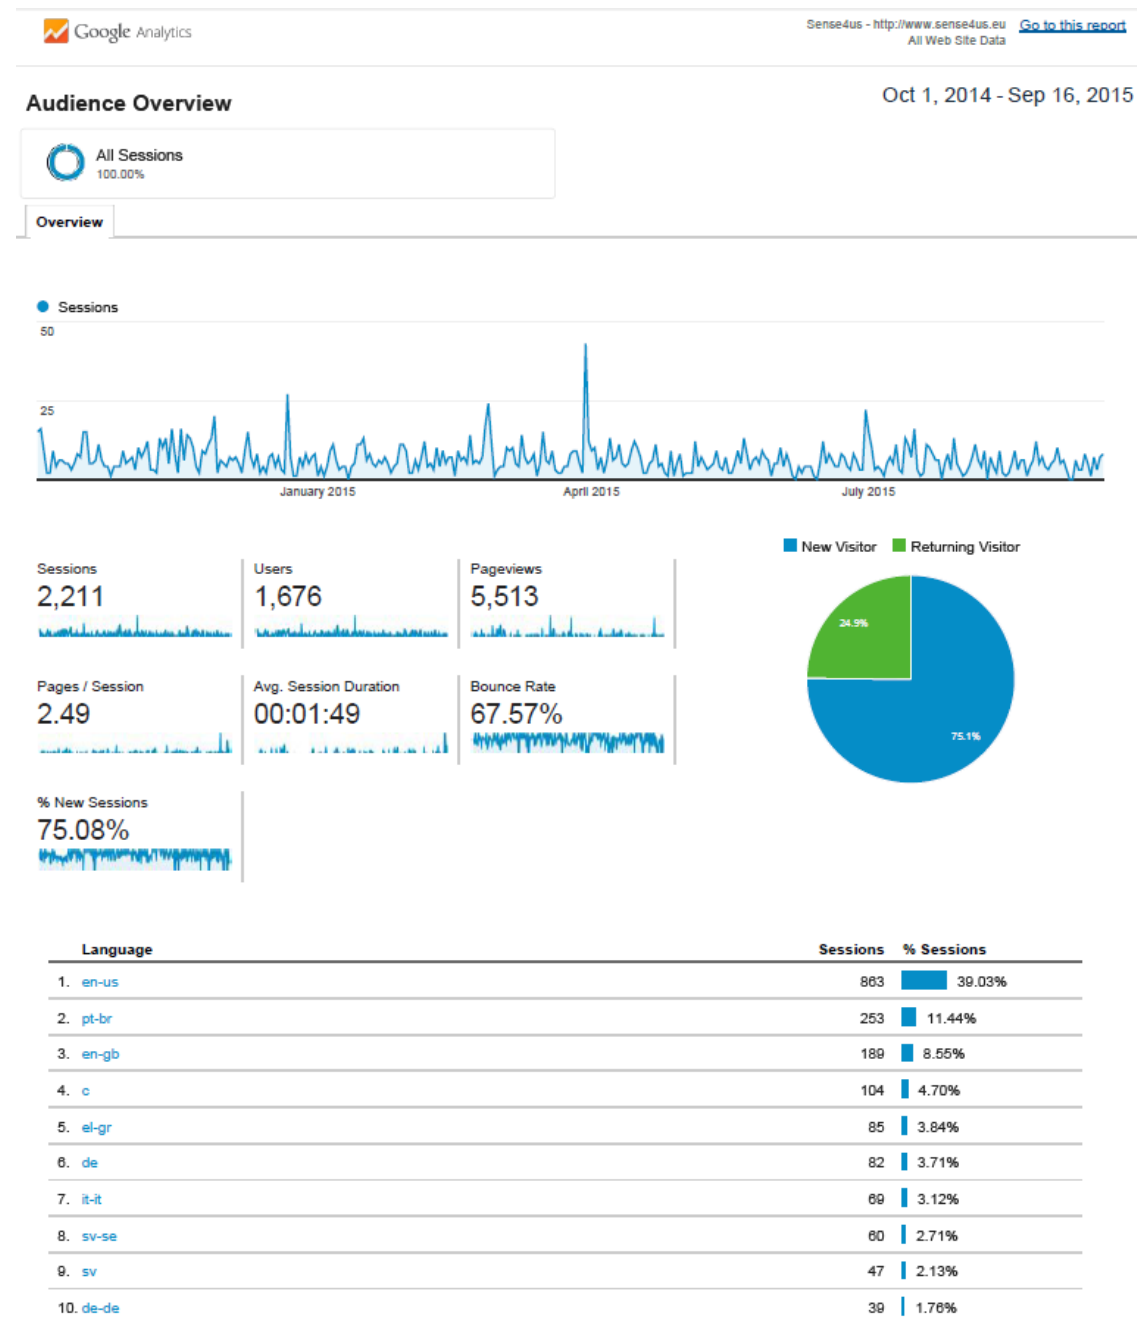 Google Analytics
Sense4us - http://www.sense4us.eu Go to this report
All Web Site Data
Audience Overview
Oct 1, 2014 - Sep 16, 2015
All Sessions
100.00%
Overview
Sessions
50
25
January 2015 April 2015 July 2015
New Visitor Returning Visitor
Sessions Users Pageviews
2,211 1,676 5,513
24.9%
Pages / Session Avg. Session Duration Bounce Rate
2.49 00:01:49 67.57%
75.1%
% New Sessions
75.08%
Language Sessions % Sessions
1. en-us 863 39.03%
2. pt-br 253 11.44%
3. en-gb 189 8.55%
4. c 104 4.70%
5. el-gr 85 3.84%
6. de 82 3.71%
7. it-it 69 3.12%
8. sv-se 60 2.71%
9. sv 47 2.13%
10. de-de 39 1.76%